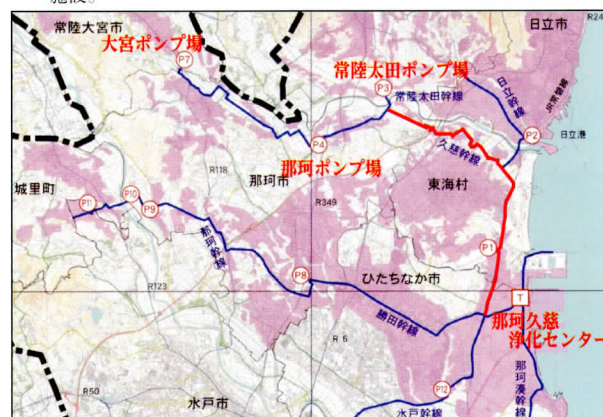 施設。
常陸大宮市
日立市
R24
大宮ポンプ場
常陸太田ポンプ場
P7
P3
常陸太田幹線
日立幹線
P2
日立港
P4
久慈幹線
那珂ポンプ場
R118
那珂市
東海村
城里町
P11
P10
P9
R349
那珂幹線
P1
P8
ひたちなか市
R123
T
勝田幹線
那珂久慈
浄化センター
R 6
R50
P12
水戸市
水戸幹線
那珂湊幹線